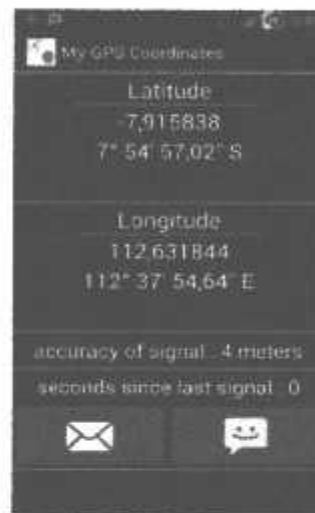 My GPS Coordinates
Latitude
-7,915838
7° 54' 57,02" S
Longitude
112,631844
112° 37' 54,64" E
accuracy of signal : 4 meters
seconds since last signal : 0